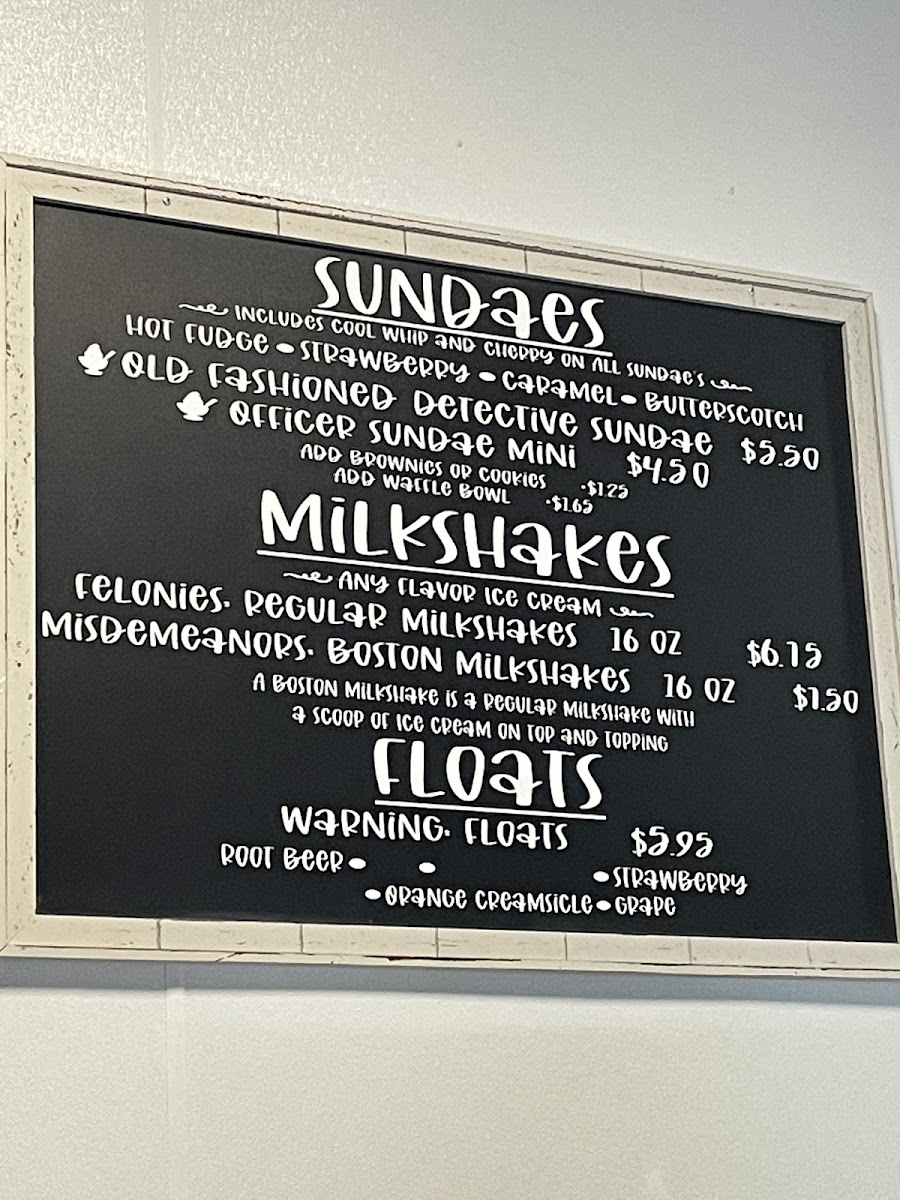 SUNDAES
INCLUDES COOL WHIP AND CHERRY ON ALL SUNDAE'S
HOT FUDGE • STRAWBERRY • CARAMEL • BUTTERSCOTCH
OLD FASHIONED DETECTIVE SUNDAE $5.50
OFFICER SUNDAE MINI $4.50
ADD BROWNIES OR COOKIES •$1.25
ADD WAFFLE BOWL •$1.65
MILKSHAKES
ANY FLAVOR ICE CREAM
FELONIES. REGULAR MILKSHAKES 16 OZ $6.75
MISDEMEANORS. BOSTON MILKSHAKES 16 OZ $7.50
A BOSTON MILKSHAKE IS A REGULAR MILKSHAKE WITH
A SCOOP OF ICE CREAM ON TOP AND TOPPING
FLOATS
WARNING. FLOATS $5.95
ROOT BEER • • • STRAWBERRY
• ORANGE CREAMSICLE • GRAPE